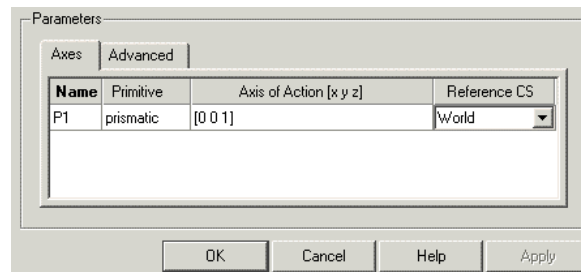 Parameters
Axes Advanced
Name Primitive Axis of Action [x y z] Reference CS
P1 prismatic [0 0 1] World
OK Cancel Help Apply